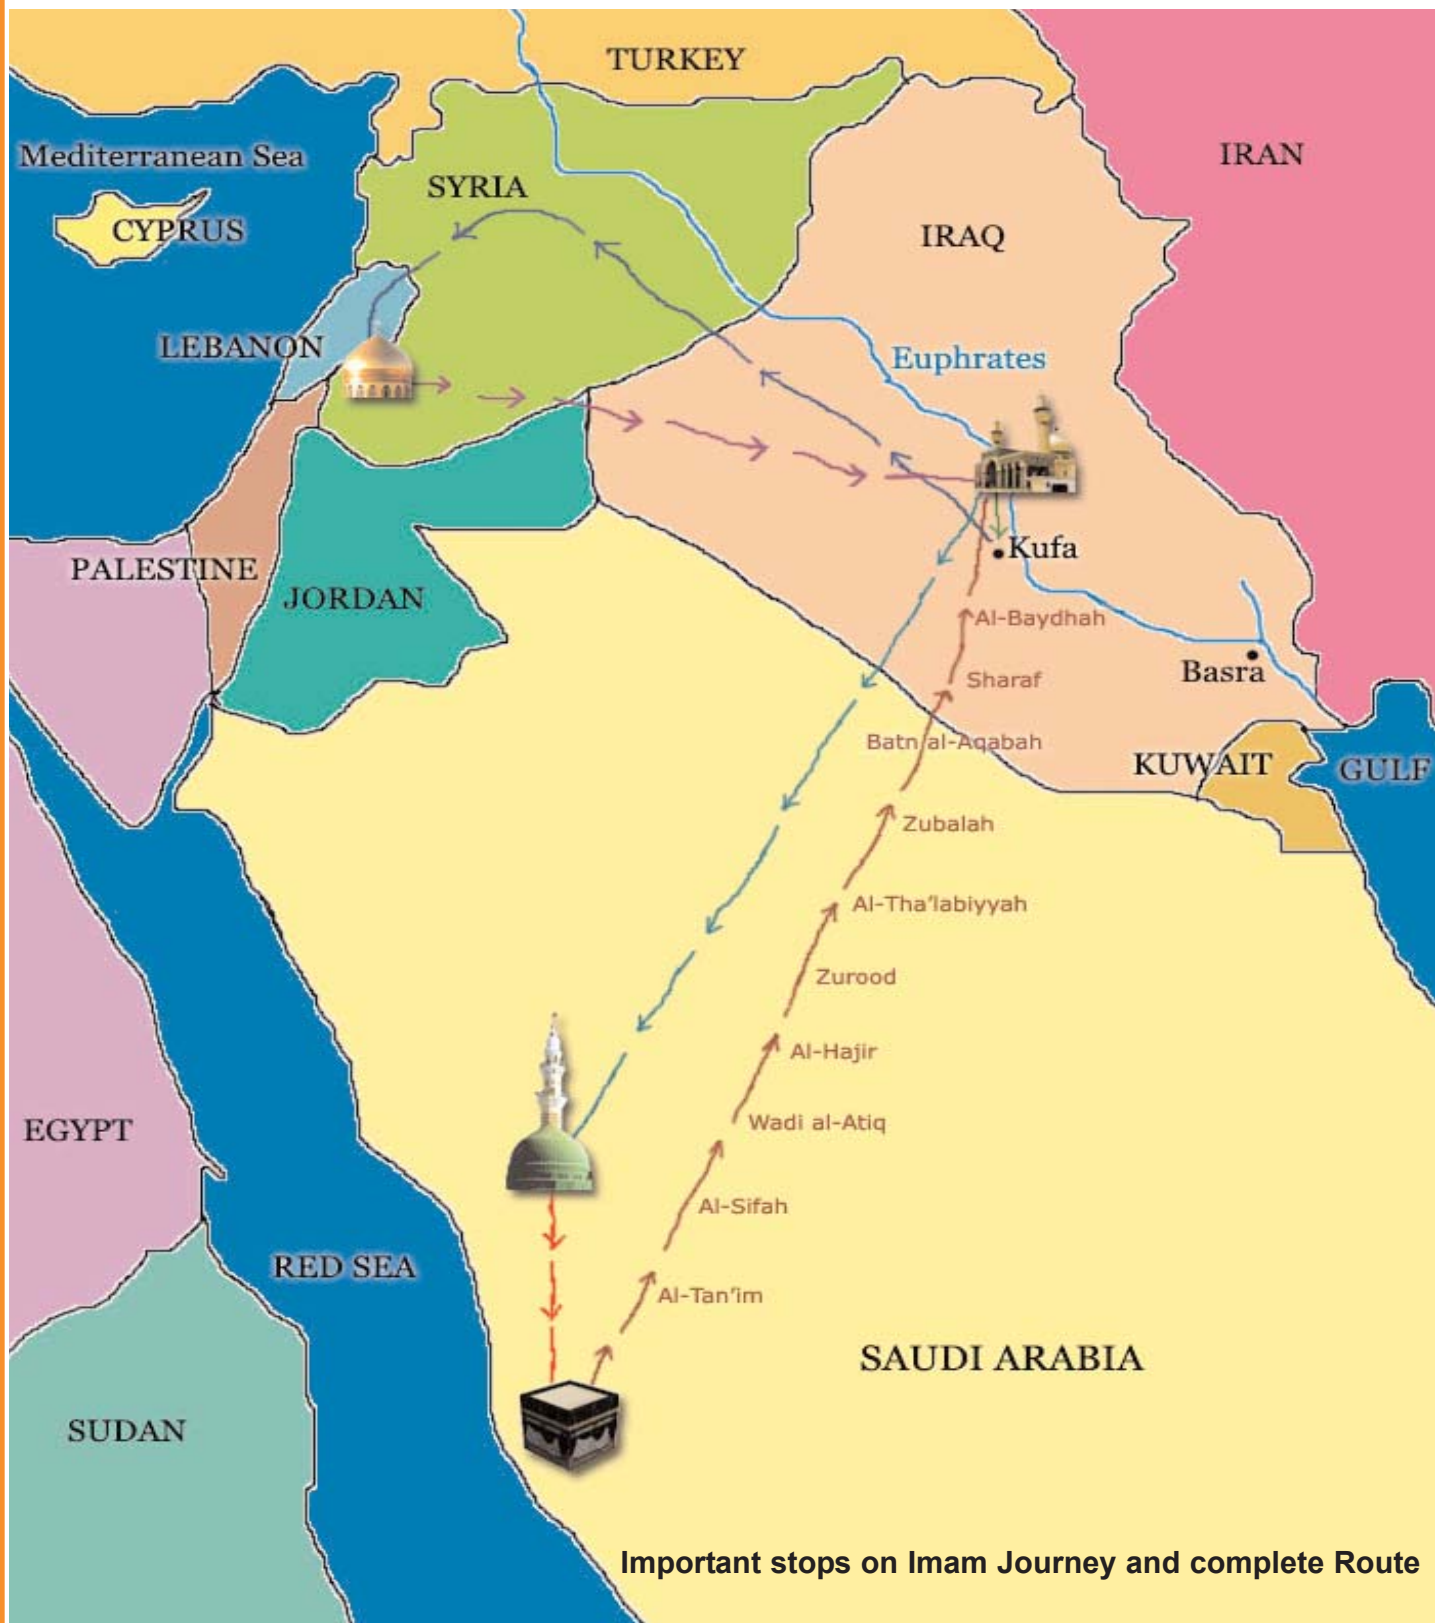 TURKEY
Mediterranean Sea
IRAN
SYRIA
CYPRUS
IRAQ
LEBANON
Euphrates
Kufa
PALESTINE
JORDAN
Al-Baydhah
Basra
Sharaf
Batn al-Aqabah
KUWAIT
GULF
Zubalah
Al-Tha'labiyyah
Zurood
Al-Hajir
EGYPT
Wadi al-Atiq
Al-Sifah
RED SEA
Al-Tan'im
SAUDI ARABIA
SUDAN
Important stops on Imam Journey and complete Route